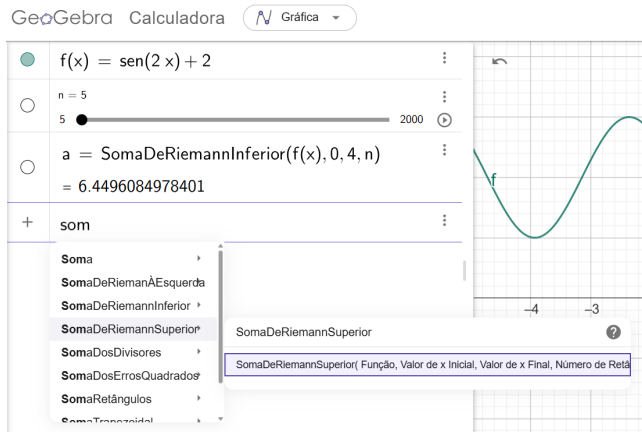 GeoGebra Calculadora Gráfica
f(x) = sen(2 x) + 2
n = 5
5 2000
a = SomaDeRiemannInferior(f(x), 0, 4, n)
= 6.4496084978401
som
f
Soma
SomaDeRiemanÀEsquerda
SomaDeRiemannInferior
SomaDeRiemannSuperior
SomaDosDivisores
SomaDosErrosQuadrados
SomaRetângulos
SomaTrapezoidal
SomaDeRiemannSuperior
SomaDeRiemannSuperior( Função, Valor de x Inicial, Valor de x Final, Número de Retâ
−4 −3